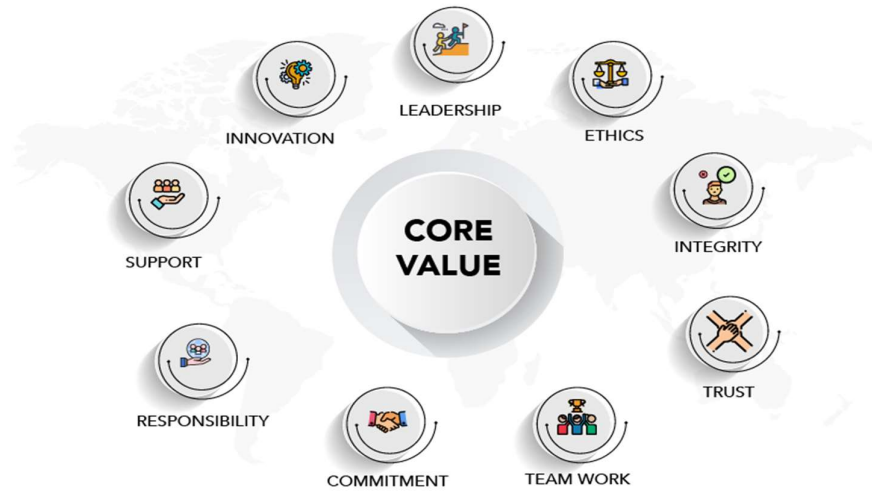 LEADERSHIP
INNOVATION
ETHICS
SUPPORT
CORE
VALUE
INTEGRITY
RESPONSIBILITY
TRUST
COMMITMENT
TEAM WORK